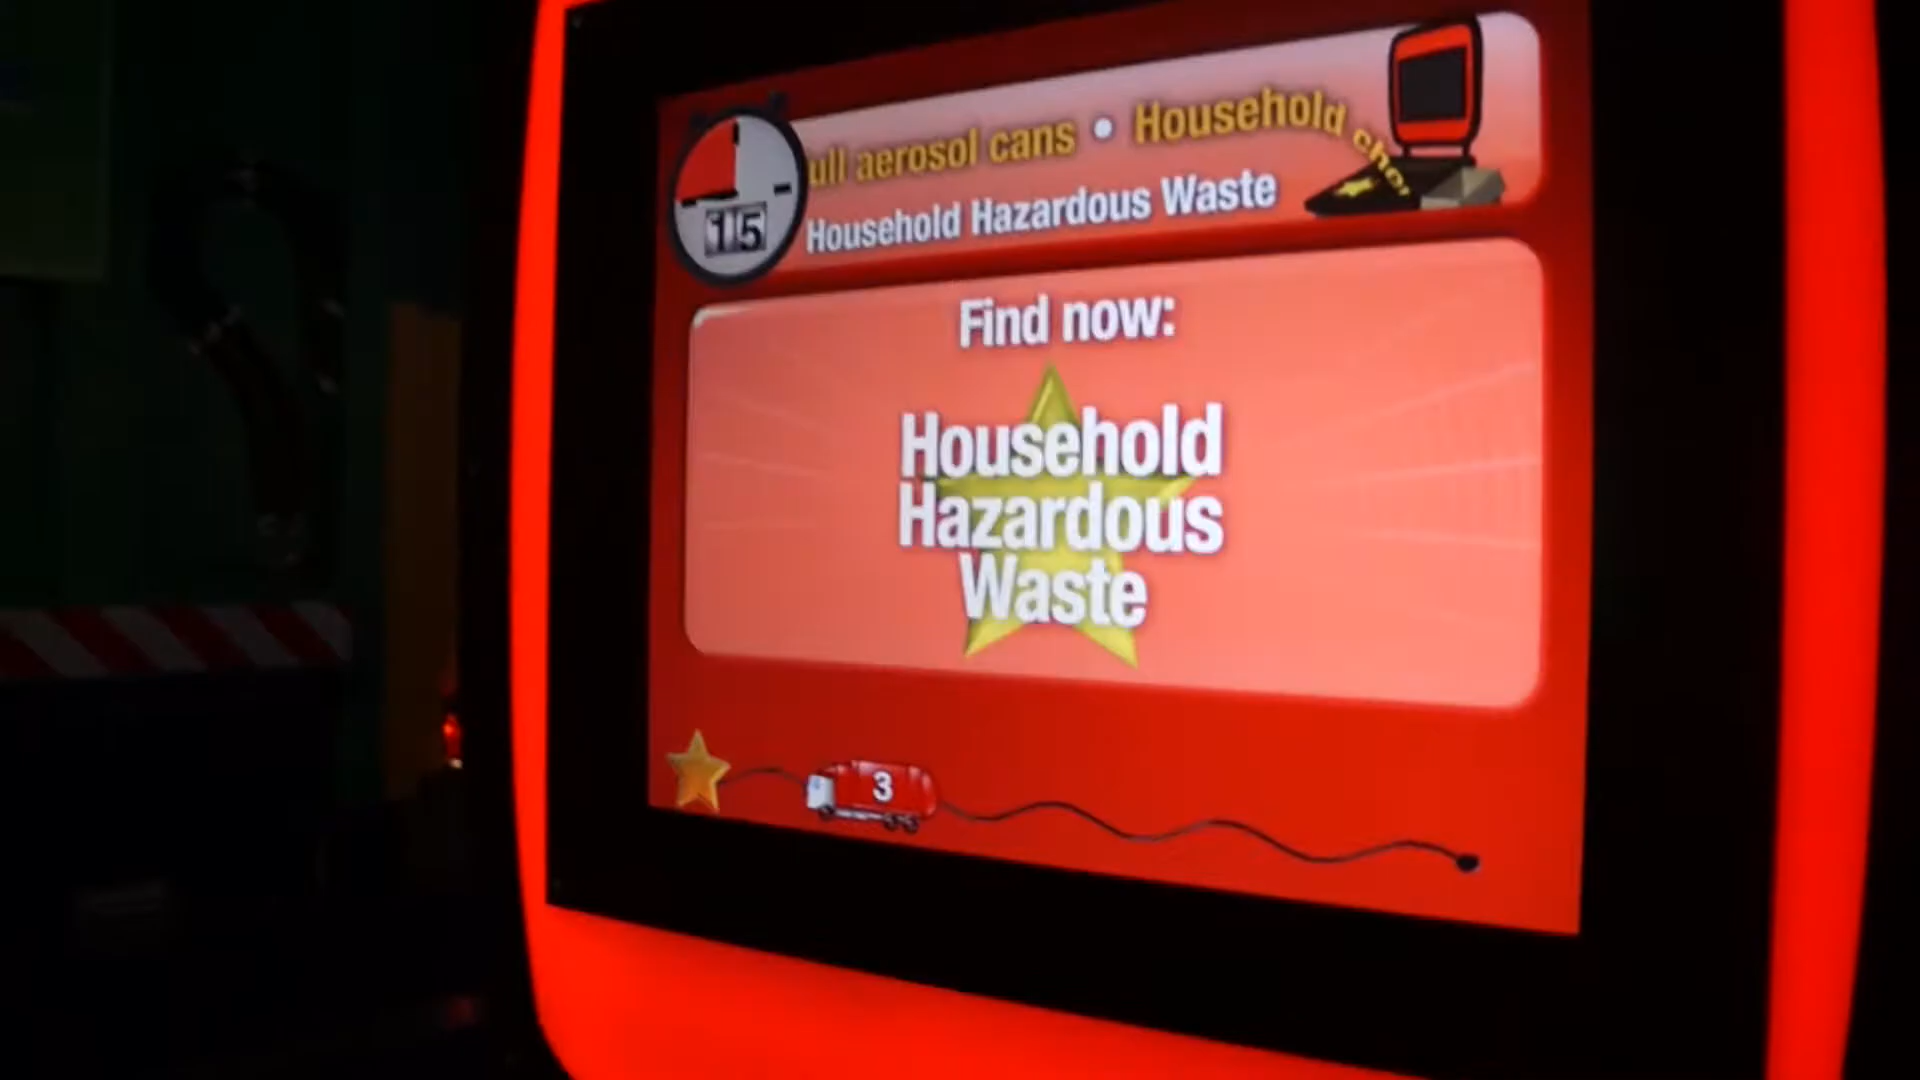 ull aerosol cans • Household
15
Household Hazardous Waste
Find now:
Household
Hazardous
Waste
3